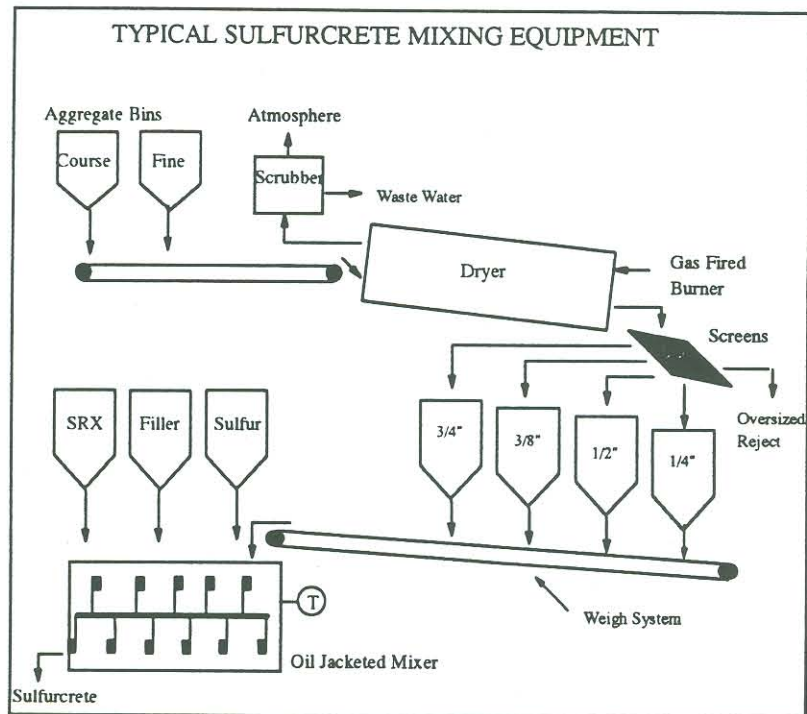 TYPICAL SULFURCRETE MIXING EQUIPMENT
Aggregate Bins
Course
Fine
Atmosphere
Scrubber
Waste Water
Dryer
Gas Fired
Burner
Screens
Oversized
Reject
SRX
Filler
Sulfur
3/4"
3/8"
1/2"
1/4"
T
Weigh System
Oil Jacketed Mixer
Sulfurcrete